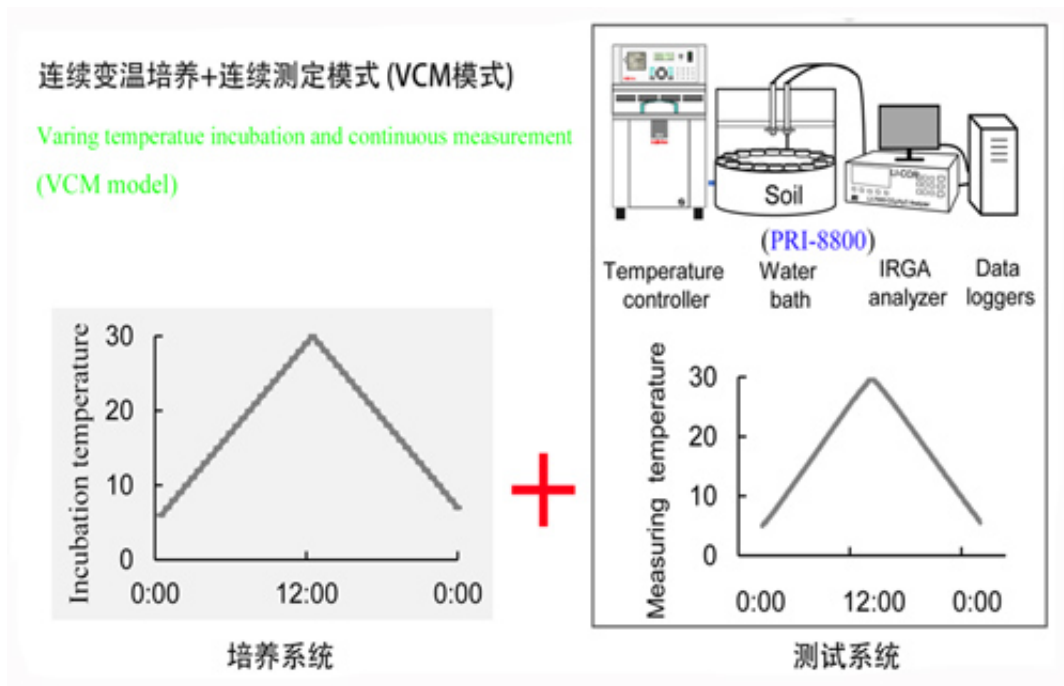 连续变温培养+连续测定模式 (VCM模式)
Varing temperatue incubation and continuous measurement
(VCM model)
LI-COR
Soil
(PRI-8800)
Temperature controller
Water bath
IRGA analyzer
Data loggers
Incubation temperature
30
20
10
0
0:00 12:00 0:00
培养系统
Measuring temperature
30
20
10
0
0:00 12:00 0:00
测试系统